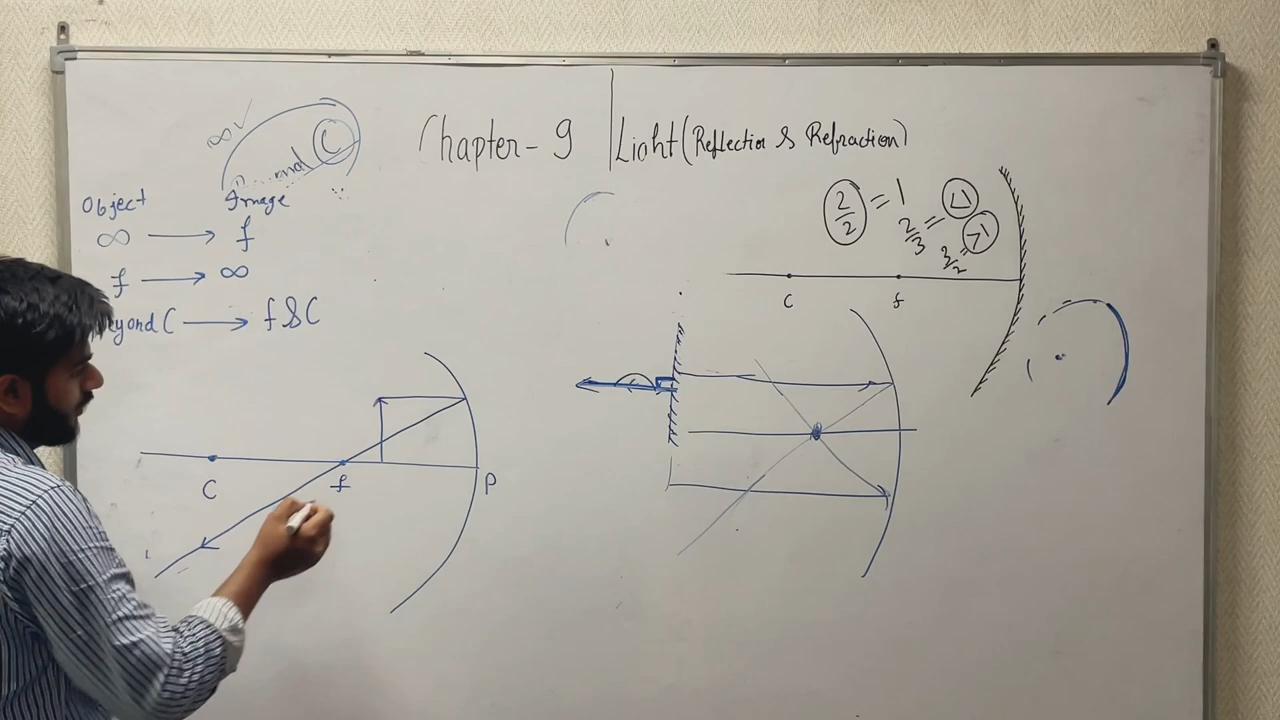 Chapter-9 | Light (Reflection & Refraction)
∞ ✓
C
Object Image
∞ → f
f → ∞
eyond C → f & C
2/2 = 1
2/3 = <1
3/2 = >1
C f
C f P